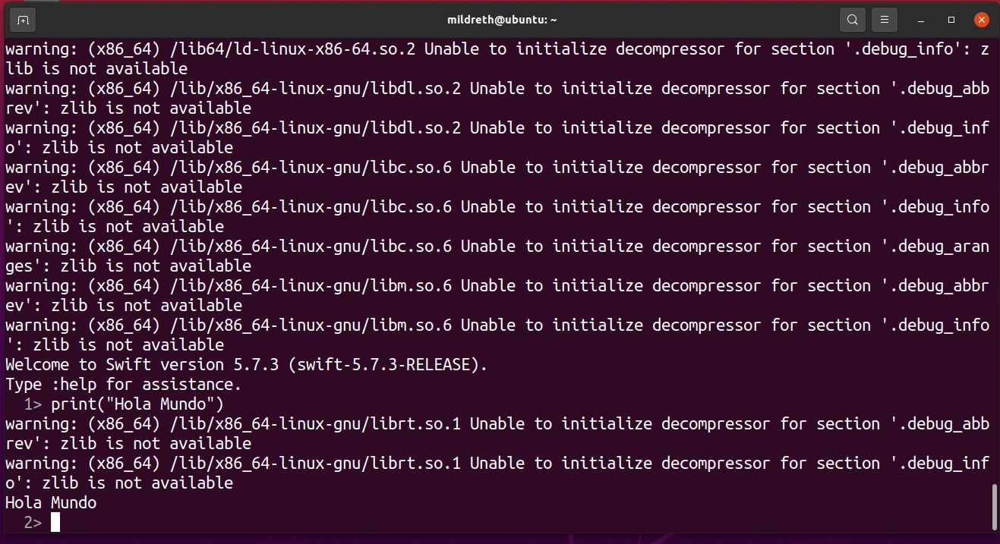 mildreth@ubuntu: ~
warning: (x86_64) /lib64/ld-linux-x86-64.so.2 Unable to initialize decompressor for section '.debug_info': z
lib is not available
warning: (x86_64) /lib/x86_64-linux-gnu/libdl.so.2 Unable to initialize decompressor for section '.debug_abb
rev': zlib is not available
warning: (x86_64) /lib/x86_64-linux-gnu/libdl.so.2 Unable to initialize decompressor for section '.debug_inf
o': zlib is not available
warning: (x86_64) /lib/x86_64-linux-gnu/libc.so.6 Unable to initialize decompressor for section '.debug_abbr
ev': zlib is not available
warning: (x86_64) /lib/x86_64-linux-gnu/libc.so.6 Unable to initialize decompressor for section '.debug_info
': zlib is not available
warning: (x86_64) /lib/x86_64-linux-gnu/libc.so.6 Unable to initialize decompressor for section '.debug_aran
ges': zlib is not available
warning: (x86_64) /lib/x86_64-linux-gnu/libm.so.6 Unable to initialize decompressor for section '.debug_abbr
ev': zlib is not available
warning: (x86_64) /lib/x86_64-linux-gnu/libm.so.6 Unable to initialize decompressor for section '.debug_info
': zlib is not available
Welcome to Swift version 5.7.3 (swift-5.7.3-RELEASE).
Type :help for assistance.
  1> print("Hola Mundo")
warning: (x86_64) /lib/x86_64-linux-gnu/librt.so.1 Unable to initialize decompressor for section '.debug_abb
rev': zlib is not available
warning: (x86_64) /lib/x86_64-linux-gnu/librt.so.1 Unable to initialize decompressor for section '.debug_inf
o': zlib is not available
Hola Mundo
  2>